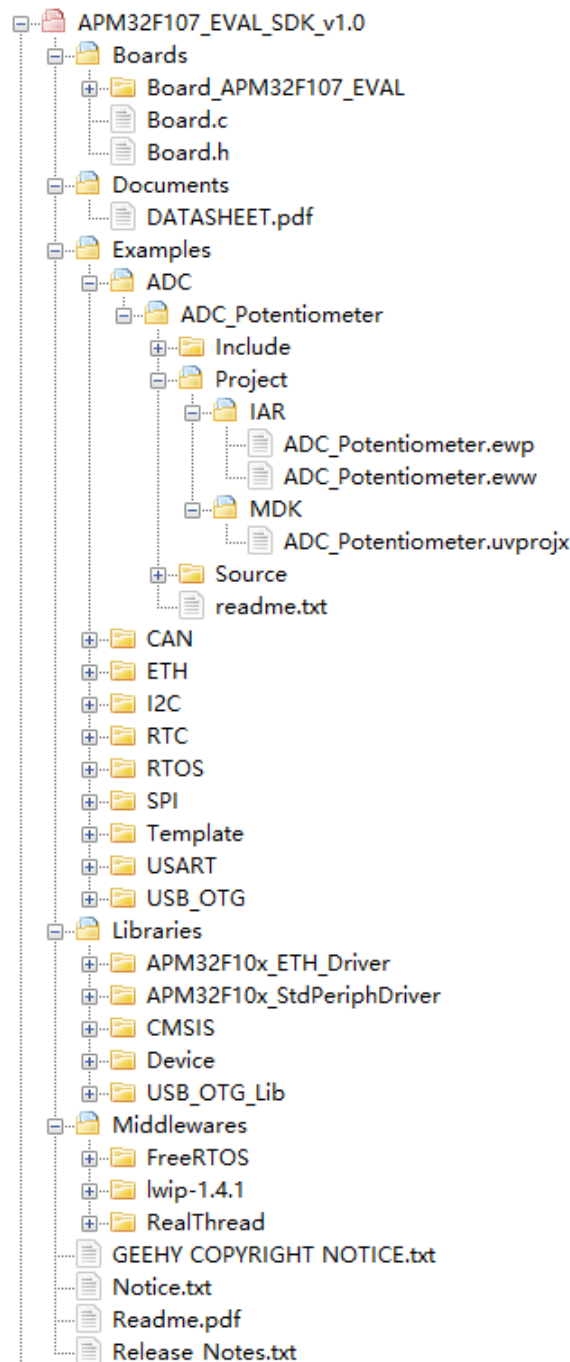 APM32F107_EVAL_SDK_v1.0
Boards
Board_APM32F107_EVAL
Board.c
Board.h
Documents
DATASHEET.pdf
Examples
ADC
ADC_Potentiometer
Include
Project
IAR
ADC_Potentiometer.ewp
ADC_Potentiometer.eww
MDK
ADC_Potentiometer.uvprojx
Source
readme.txt
CAN
ETH
I2C
RTC
RTOS
SPI
Template
USART
USB_OTG
Libraries
APM32F10x_ETH_Driver
APM32F10x_StdPeriphDriver
CMSIS
Device
USB_OTG_Lib
Middlewares
FreeRTOS
lwip-1.4.1
RealThread
GEEHY COPYRIGHT NOTICE.txt
Notice.txt
Readme.pdf
Release Notes.txt